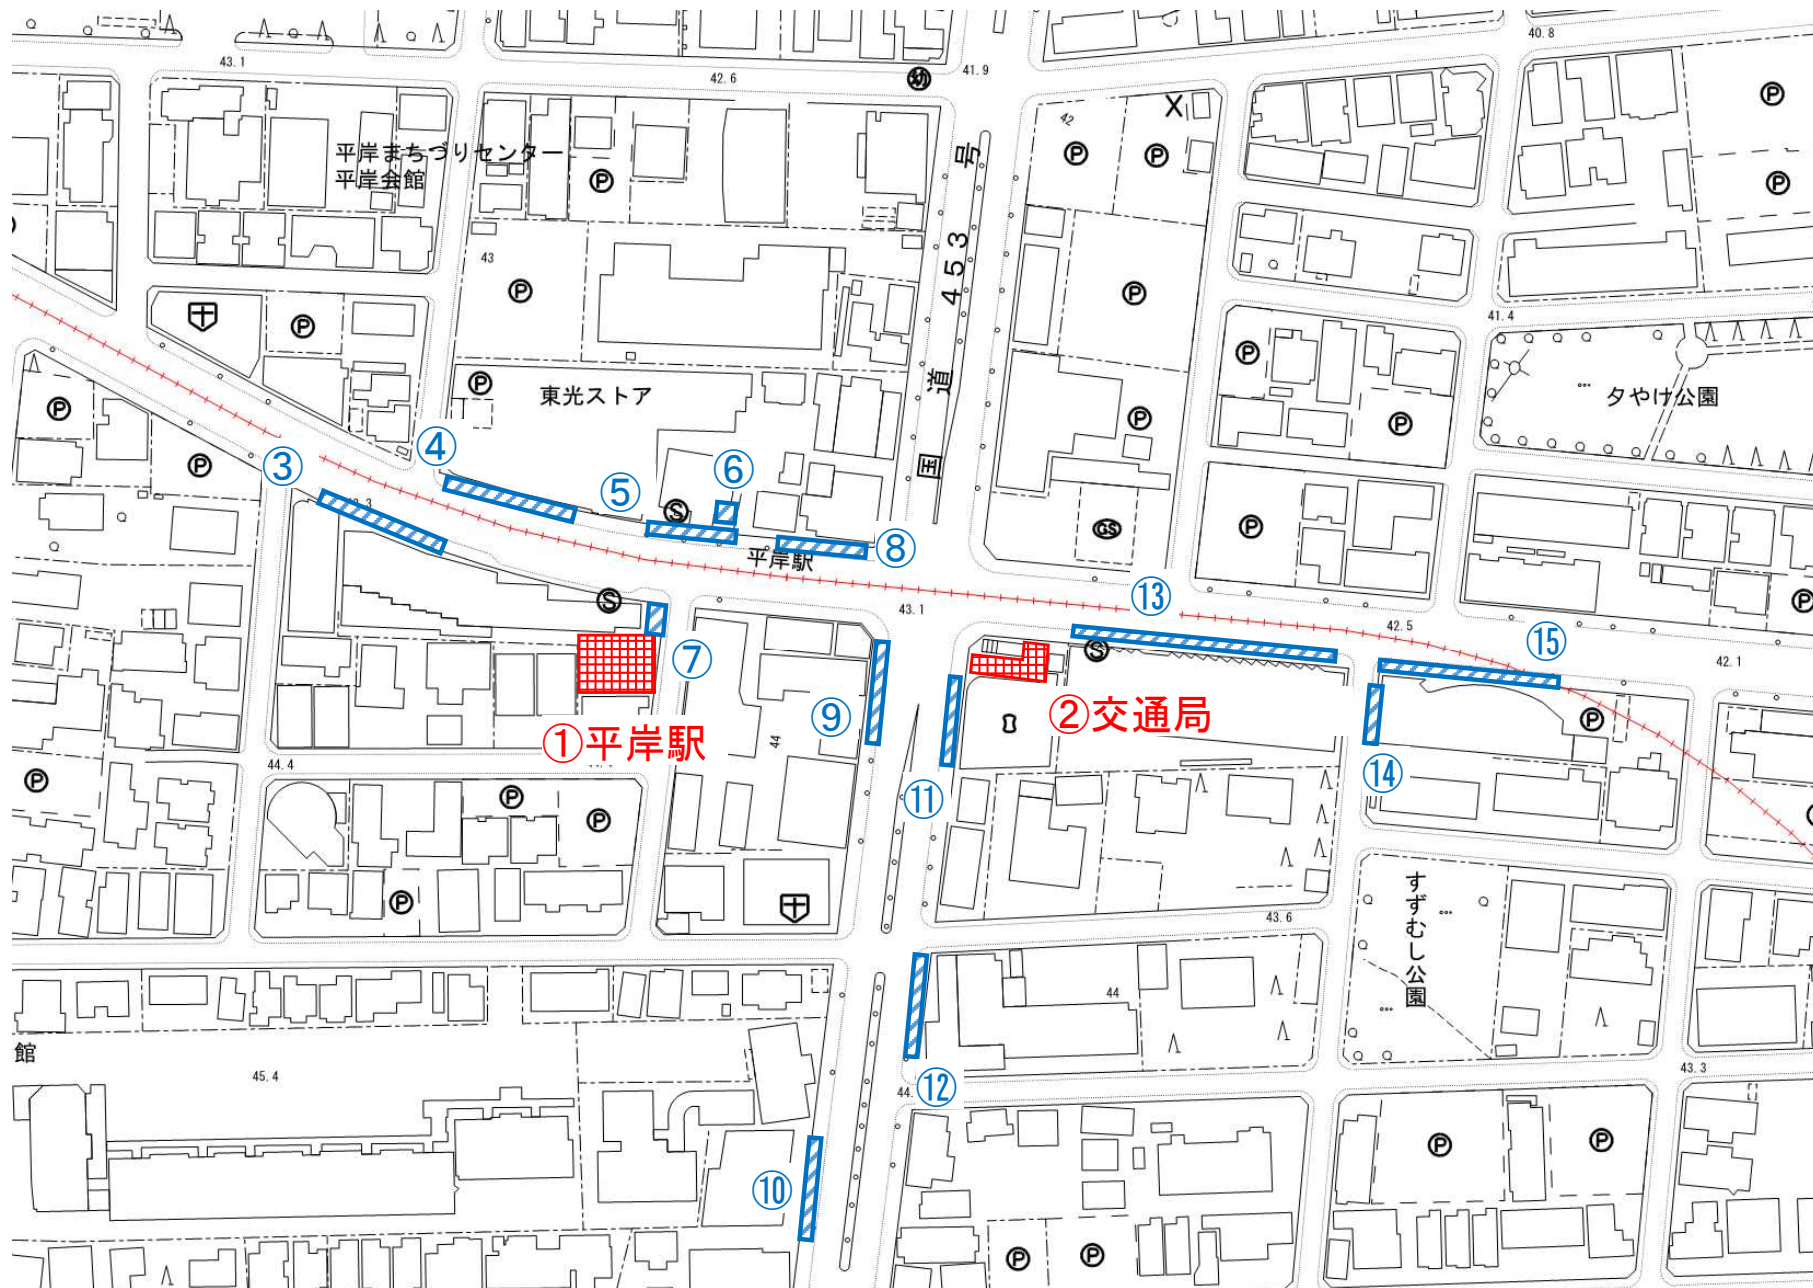 43.1
42.6
幼
41.9
40.8
X
42
P
P
P
平岸まちづくりセンター
平岸会館
P
P
国道453号
43
P
P
P
41.4
P
P
東光ストア
P
P
夕やけ公園
P
P
④
③
P
⑤
⑥
S
P
GS
平岸駅
⑧
⑬
P
S
43.1
42.5
⑮
42.1
S
⑦
⑨
②交通局
P
①平岸駅
44
44.4
P
⑪
⑭
P
P
P
すずむし公園
43.6
44
館
45.4
⑫
44.
43.3
P
P
⑩
P
P